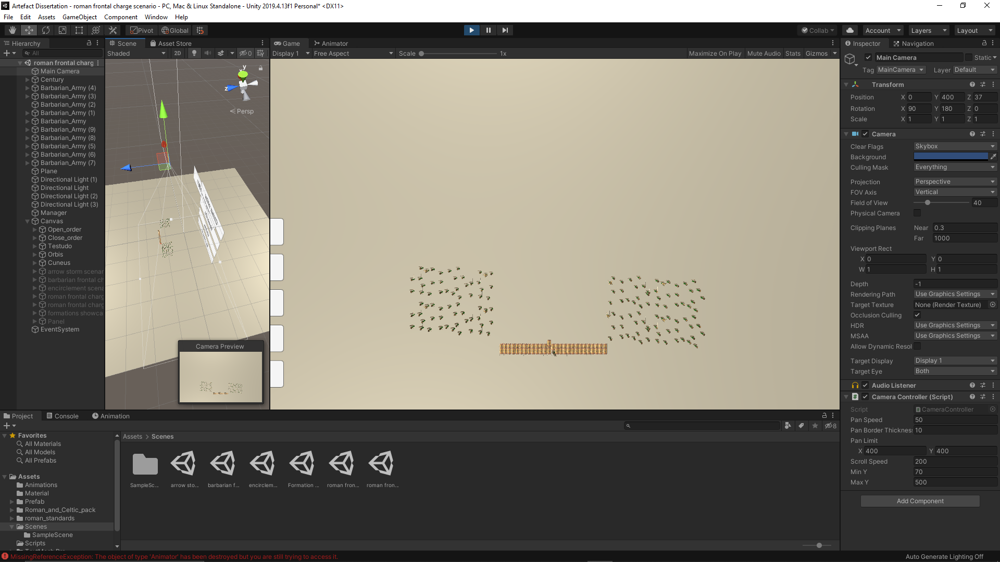 Artefact Dissertation - roman frontal charge scenario - PC, Mac & Linux Standalone - Unity 2019.4.13f1 Personal* <DX11>
File Edit Assets GameObject Component Window Help
Pivot Global Collab Account Layers Layout
Hierarchy
All
roman frontal charg
Main Camera
Century
Barbarian_Army (4)
Barbarian_Army (3)
Barbarian_Army (2)
Barbarian_Army (1)
Barbarian_Army
Barbarian_Army (9)
Barbarian_Army (8)
Barbarian_Army (5)
Barbarian_Army (6)
Barbarian_Army (7)
Plane
Directional Light (1)
Directional Light
Directional Light (2)
Directional Light (3)
Manager
Canvas
Open_order
Close_order
Testudo
Orbis
Cuneus
arrow storm scenar
barbarian frontal ch
encirclement scena
roman frontal charg
roman frontal charg
formations showca
Panel
EventSystem
Scene Asset Store
Shaded 2D 0
y
z
Persp
Camera Preview
Game Animator
Display 1 Free Aspect Scale 1x Maximize On Play Mute Audio Stats Gizmos
Inspector Navigation
Main Camera Static
Tag MainCamera Layer Default
Transform
Position X 0 Y 400 Z 37
Rotation X 90 Y 180 Z 0
Scale X 1 Y 1 Z 1
Camera
Clear Flags Skybox
Background
Culling Mask Everything
Projection Perspective
FOV Axis Vertical
Field of View 40
Physical Camera
Clipping Planes Near 0.3
Far 1000
Viewport Rect
X 0 Y 0
W 1 H 1
Depth -1
Rendering Path Use Graphics Settings
Target Texture None (Render Texture)
Occlusion Culling
HDR Use Graphics Settings
MSAA Use Graphics Settings
Allow Dynamic Resol
Target Display Display 1
Target Eye Both
Audio Listener
Camera Controller (Script)
Script CameraController
Pan Speed 50
Pan Border Thicknes: 10
Pan Limit
X 400 Y 400
Scroll Speed 200
Min Y 70
Max Y 500
Add Component
Project Console Animation
8
Favorites
All Materials
All Models
All Prefabs
Assets
Animations
Material
Prefab
Roman_and_Celtic_pack
roman_standards
Scenes
SampleScene
Scripts
Assets > Scenes
SampleSc... arrow sto... barbarian f... encirclem... Formation ... roman fron... roman fron...
MissingReferenceException: The object of type 'Animator' has been destroyed but you are still trying to access it.
Auto Generate Lighting Off